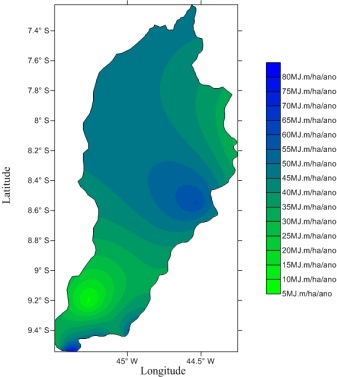 7.4° S
7.6° S
7.8° S
8° S
8.2° S
8.4° S
8.6° S
8.8° S
9° S
9.2° S
9.4° S
Latitude
45° W
44.5° W
Longitude
80MJ.m/ha/ano
75MJ.m/ha/ano
70MJ.m/ha/ano
65MJ.m/ha/ano
60MJ.m/ha/ano
55MJ.m/ha/ano
50MJ.m/ha/ano
45MJ.m/ha/ano
40MJ.m/ha/ano
35MJ.m/ha/ano
30MJ.m/ha/ano
25MJ.m/ha/ano
20MJ.m/ha/ano
15MJ.m/ha/ano
10MJ.m/ha/ano
5MJ.m/ha/ano